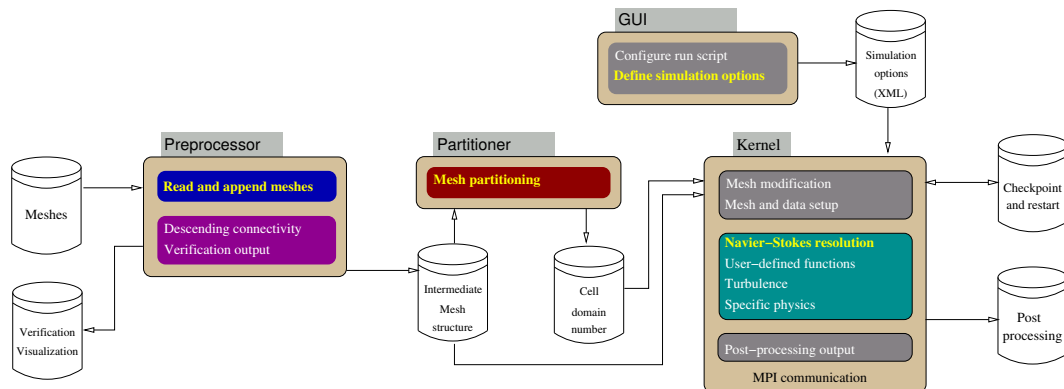 GUI
Configure run script
Define simulation options
Simulation
options
(XML)
Preprocessor
Read and append meshes
Descending connectivity
Verification output
Partitioner
Mesh partitioning
Kernel
Mesh modification
Mesh and data setup
Navier−Stokes resolution
User−defined functions
Turbulence
Specific physics
Post−processing output
MPI communication
Meshes
Verification
Visualization
Intermediate
Mesh
structure
Cell
domain
number
Checkpoint
and restart
Post
processing